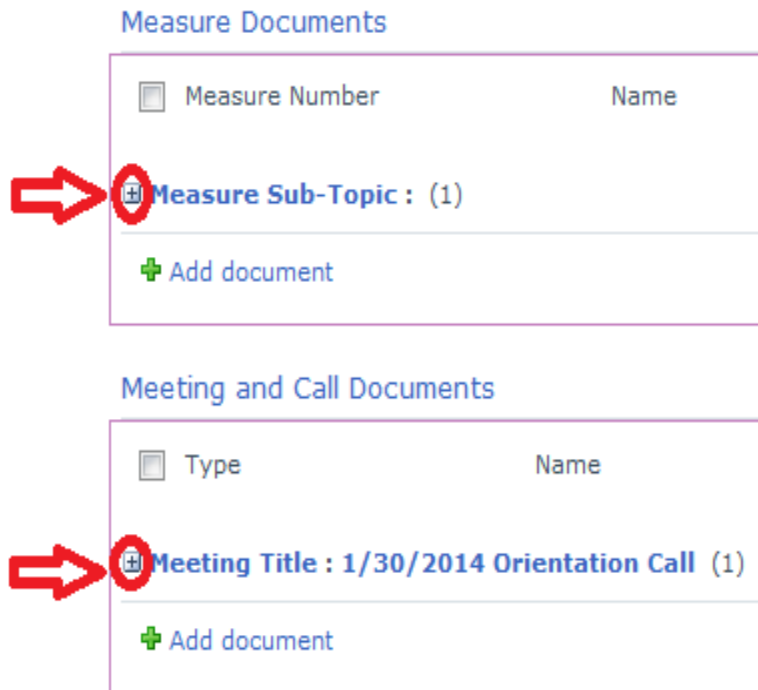 Measure Documents
Measure Number Name
Measure Sub-Topic : (1)
Add document
Meeting and Call Documents
Type Name
Meeting Title : 1/30/2014 Orientation Call (1)
Add document